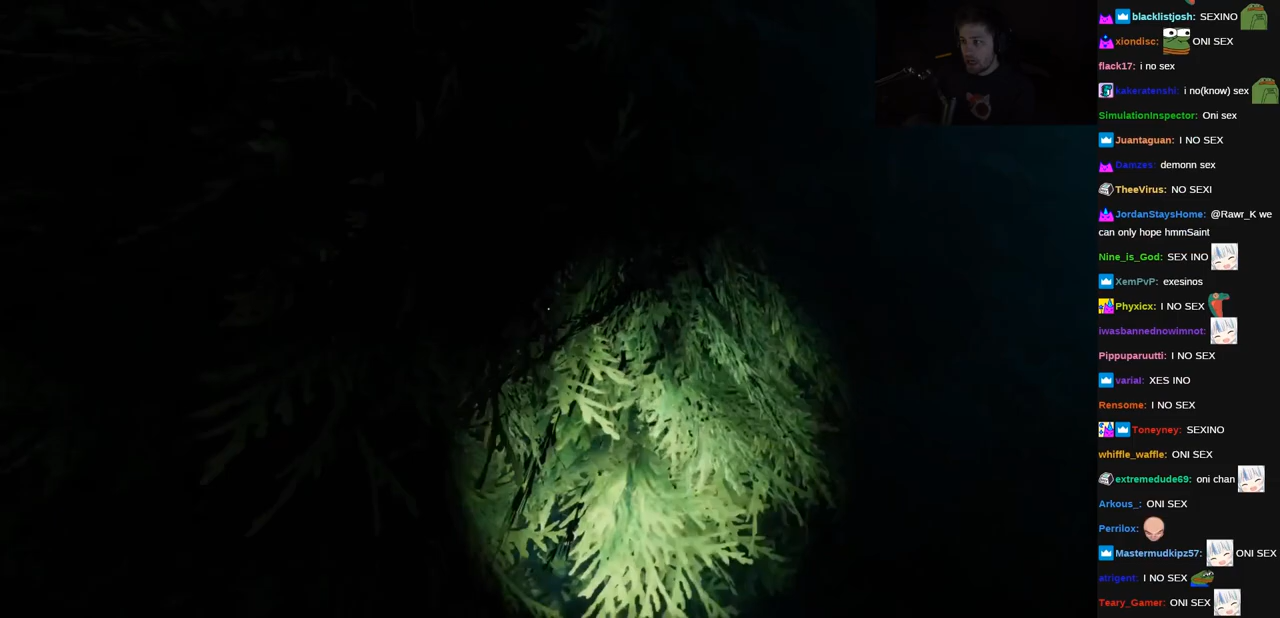 blacklistjosh: SEXINO
xiondisc: ONI SEX
flack17: i no sex
kakeratenshi: i no(know) sex
SimulationInspector: Oni sex
Juantaguan: I NO SEX
Damzes: demonn sex
TheeVirus: NO SEXI
JordanStaysHome: @Rawr_K we
can only hope hmmSaint
Nine_is_God: SEX INO
XemPvP: exesinos
Phyxicx: I NO SEX
iwasbannednowimnot:
Pippuparuutti: I NO SEX
varial: XES INO
Rensome: I NO SEX
Toneyney: SEXINO
whiffle_waffle: ONI SEX
extremedude69: oni chan
Arkous_: ONI SEX
Perrilox:
Mastermudkipz57: ONI SEX
atrigent: I NO SEX
Teary_Gamer: ONI SEX